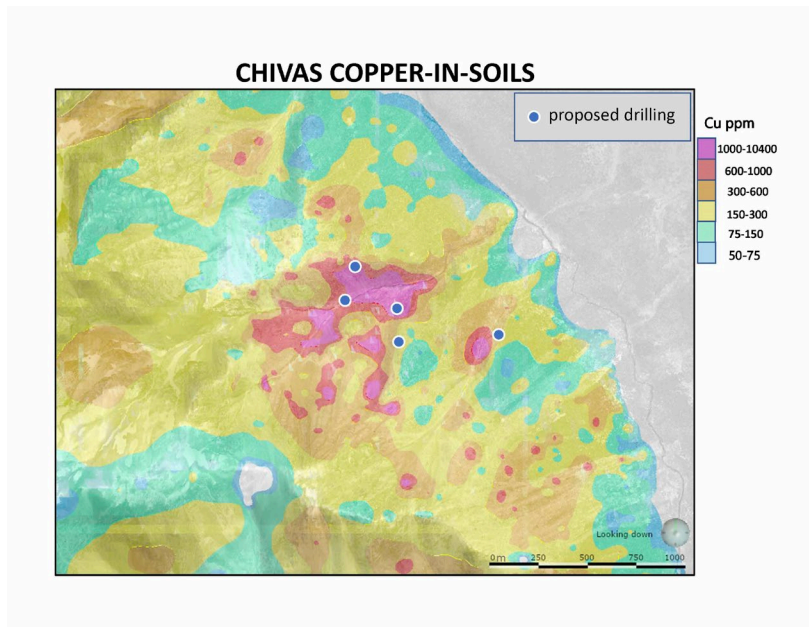 CHIVAS COPPER-IN-SOILS
proposed drilling
Cu ppm
1000-10400
600-1000
300-600
150-300
75-150
50-75
Looking down
0 m 250 500 750 1000